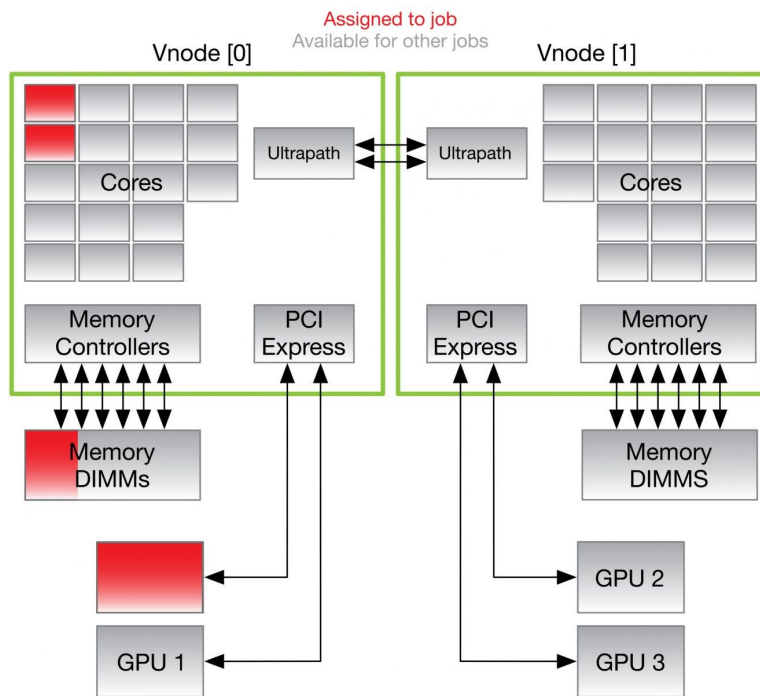 Assigned to job
Available for other jobs
Vnode [0]
Vnode [1]
Cores
Ultrapath
Ultrapath
Cores
Memory
Controllers
PCI
Express
PCI
Express
Memory
Controllers
Memory
DIMMs
Memory
DIMMS
GPU 2
GPU 1
GPU 3